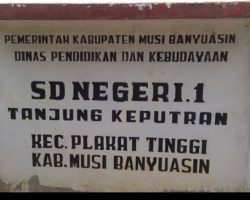 PEMERINTAH KABUPATEN MUSI BANYUASIN
DINAS PENDIDIKAN DAN KEBUDAYAAN
SD NEGERI.1
TANJUNG KEPUTRAN
KEC. PLAKAT TINGGI
KAB. MUSI BANYUASIN